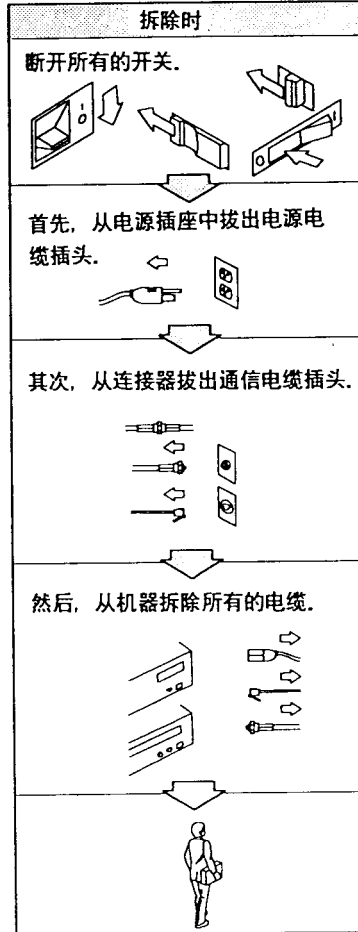 拆除时
断开所有的开关.
首先, 从电源插座中拔出电源电
缆插头.
其次, 从连接器拔出通信电缆插头.
然后, 从机器拆除所有的电缆.